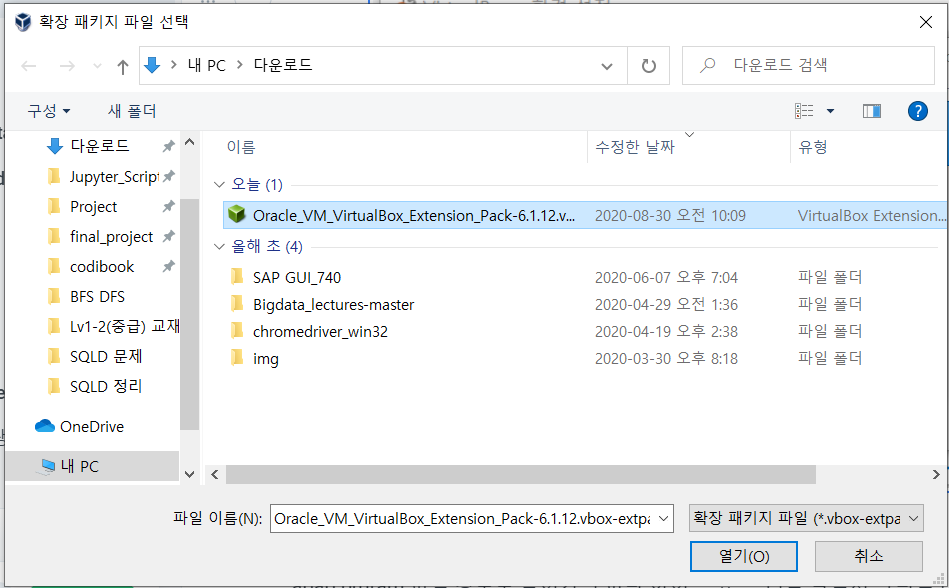 확장 패키지 파일 선택
내 PC
다운로드
다운로드 검색
구성
새 폴더
다운로드
Jupyter_Script
Project
final_project
codibook
BFS DFS
Lv1-2(중급) 교재
SQLD 문제
SQLD 정리
OneDrive
내 PC
이름 수정한 날짜 유형
오늘 (1)
Oracle_VM_VirtualBox_Extension_Pack-6.1.12.v... 2020-08-30 오전 10:09 VirtualBox Extension...
올해 초 (4)
SAP GUI_740 2020-06-07 오후 7:04 파일 폴더
Bigdata_lectures-master 2020-04-29 오전 1:36 파일 폴더
chromedriver_win32 2020-04-19 오후 2:38 파일 폴더
img 2020-03-30 오후 8:18 파일 폴더
파일 이름(N): Oracle_VM_VirtualBox_Extension_Pack-6.1.12.vbox-extpa 확장 패키지 파일 (*.vbox-extpa
열기(O) 취소